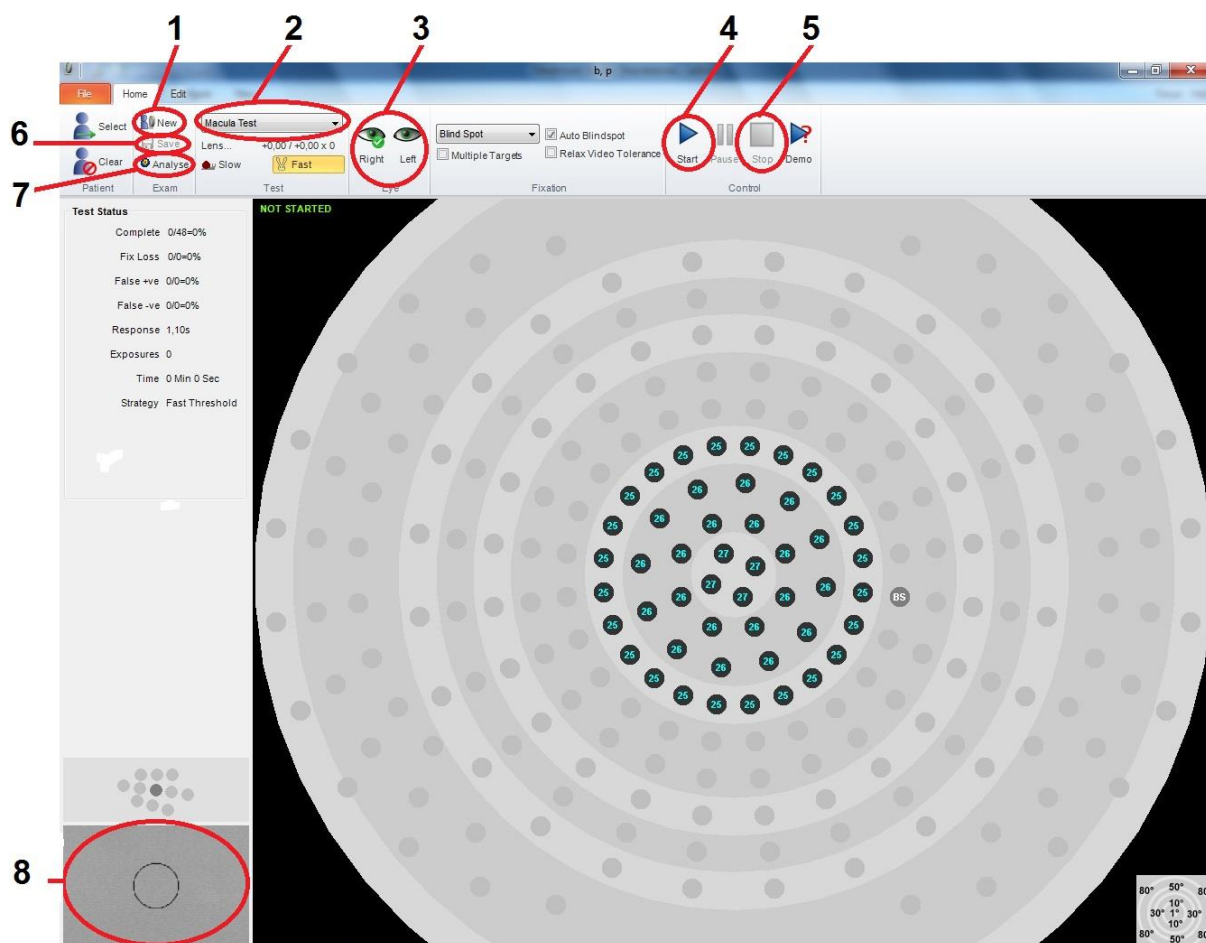 1 2 3 4 5
b, p
File Home Edit
6
7
Select
Clear
Patient
New
Save
Analyse
Exam
Macula Test
Lens... +0,00 / +0,00 x 0
Slow Fast
Test
Right Left
Eye
Blind Spot
Auto Blindspot
Multiple Targets
Relax Video Tolerance
Fixation
Start Pause Stop Demo
Control
Test Status
Complete 0/48=0%
Fix Loss 0/0=0%
False +ve 0/0=0%
False -ve 0/0=0%
Response 1,10s
Exposures 0
Time 0 Min 0 Sec
Strategy Fast Threshold
8
NOT STARTED
25 25
25 25
25 25
26 26
25 26 25
26
25 26 26 25
26
26 27 26
25 26 27 25
27 26
25 26 27 26 25 BS
26
25 26 26 26 25
26
25 26 26 25
25 25
25 25
25 25
80° 50° 80
10°
30° 1° 30°
10°
80° 50° 80